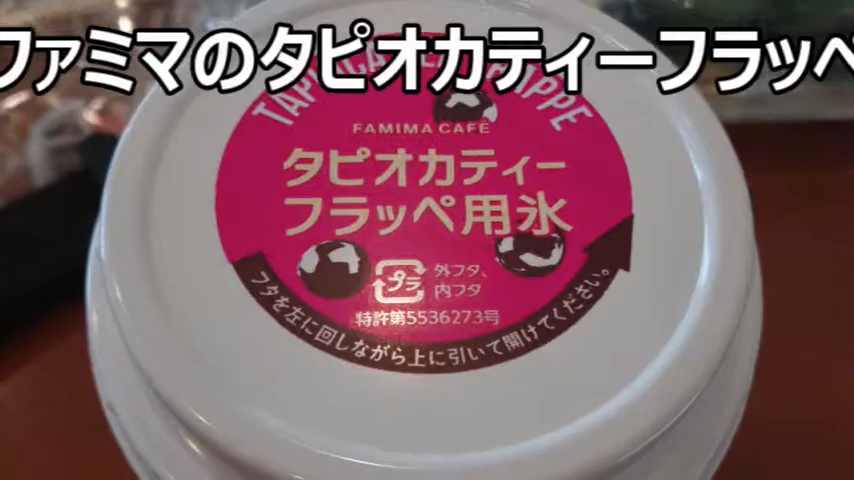 ファミマのタピオカティーフラッペ
FAMIMA CAFÉ
タピオカティー
フラッペ用氷
プラ
外フタ、
内フタ
特許第5536273号
フタを左に回しながら上に引いて開けてください。